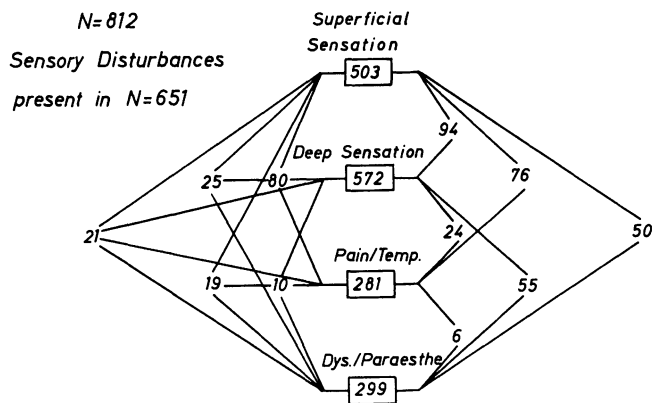 N=812
Sensory Disturbances
present in N=651
Superficial
Sensation
503
94
Deep Sensation
25
80
572
76
21
24
50
Pain/Temp.
19
10
281
55
6
Dys./Paraesthe
299